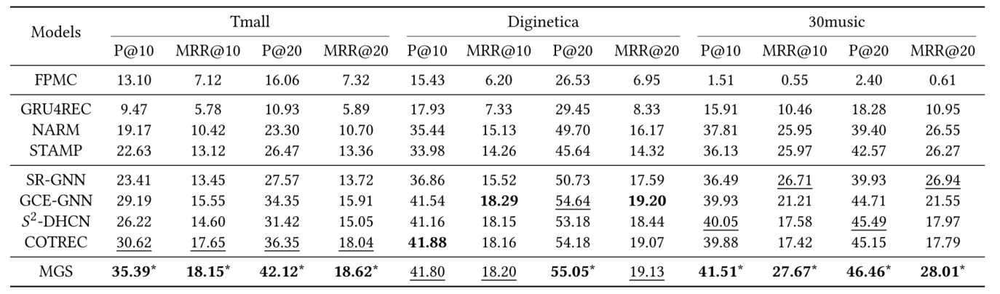 Models Tmall Diginetica 30music
P@10 MRR@10 P@20 MRR@20 P@10 MRR@10 P@20 MRR@20 P@10 MRR@10 P@20 MRR@20
FPMC 13.10 7.12 16.06 7.32 15.43 6.20 26.53 6.95 1.51 0.55 2.40 0.61
GRU4REC 9.47 5.78 10.93 5.89 17.93 7.33 29.45 8.33 15.91 10.46 18.28 10.95
NARM 19.17 10.42 23.30 10.70 35.44 15.13 49.70 16.17 37.81 25.95 39.40 26.55
STAMP 22.63 13.12 26.47 13.36 33.98 14.26 45.64 14.32 36.13 25.97 42.57 26.27
SR-GNN 23.41 13.45 27.57 13.72 36.86 15.52 50.73 17.59 36.49 26.71 39.93 26.94
GCE-GNN 29.19 15.55 34.35 15.91 41.54 18.29 54.64 19.20 39.93 21.21 44.71 21.55
S²-DHCN 26.22 14.60 31.42 15.05 41.16 18.15 53.18 18.44 40.05 17.58 45.49 17.97
COTREC 30.62 17.65 36.35 18.04 41.88 18.16 54.18 19.07 39.88 17.42 45.15 17.79
MGS 35.39* 18.15* 42.12* 18.62* 41.80 18.20 55.05* 19.13 41.51* 27.67* 46.46* 28.01*